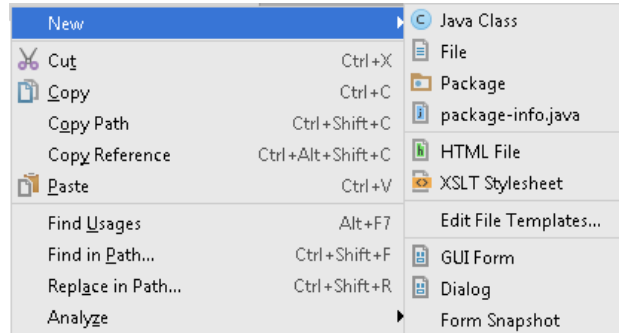 New
Cut Ctrl+X
Copy Ctrl+C
Copy Path Ctrl+Shift+C
Copy Reference Ctrl+Alt+Shift+C
Paste Ctrl+V
Find Usages Alt+F7
Find in Path... Ctrl+Shift+F
Replace in Path... Ctrl+Shift+R
Analyze
Java Class
File
Package
package-info.java
HTML File
XSLT Stylesheet
Edit File Templates...
GUI Form
Dialog
Form Snapshot